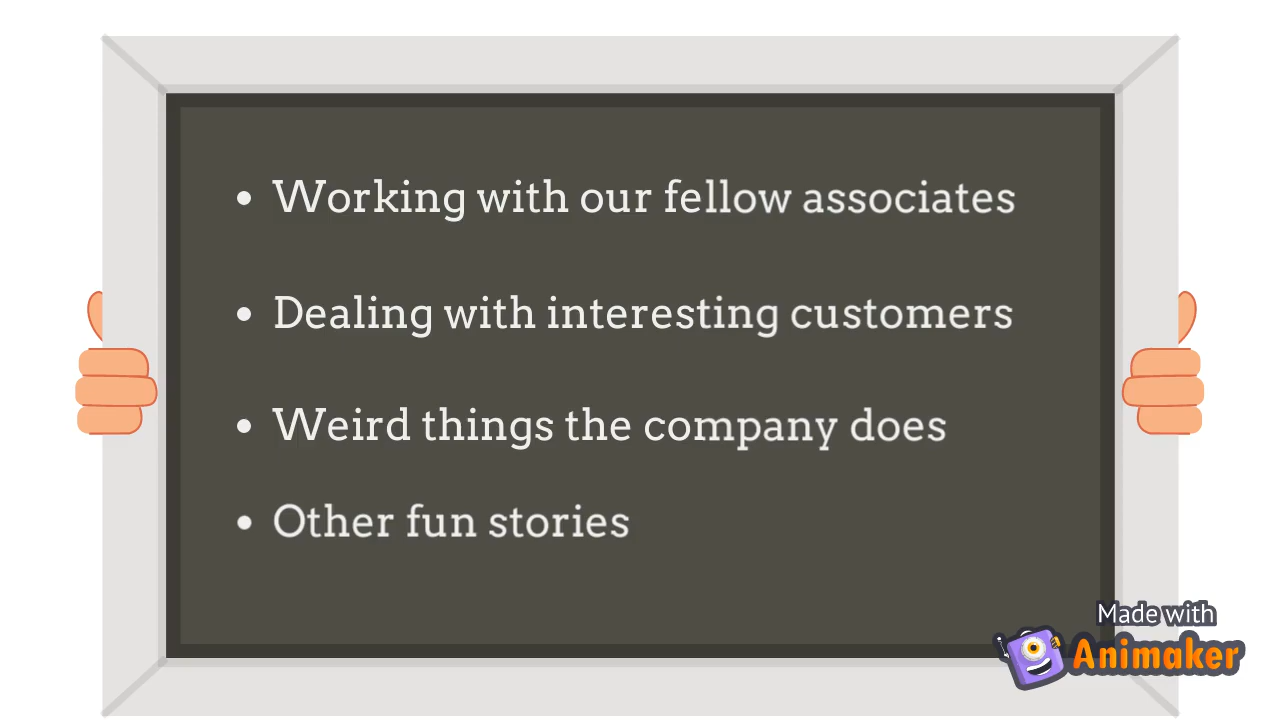 • Working with our fellow associates
• Dealing with interesting customers
• Weird things the company does
• Other fun stories
Made with
Animaker